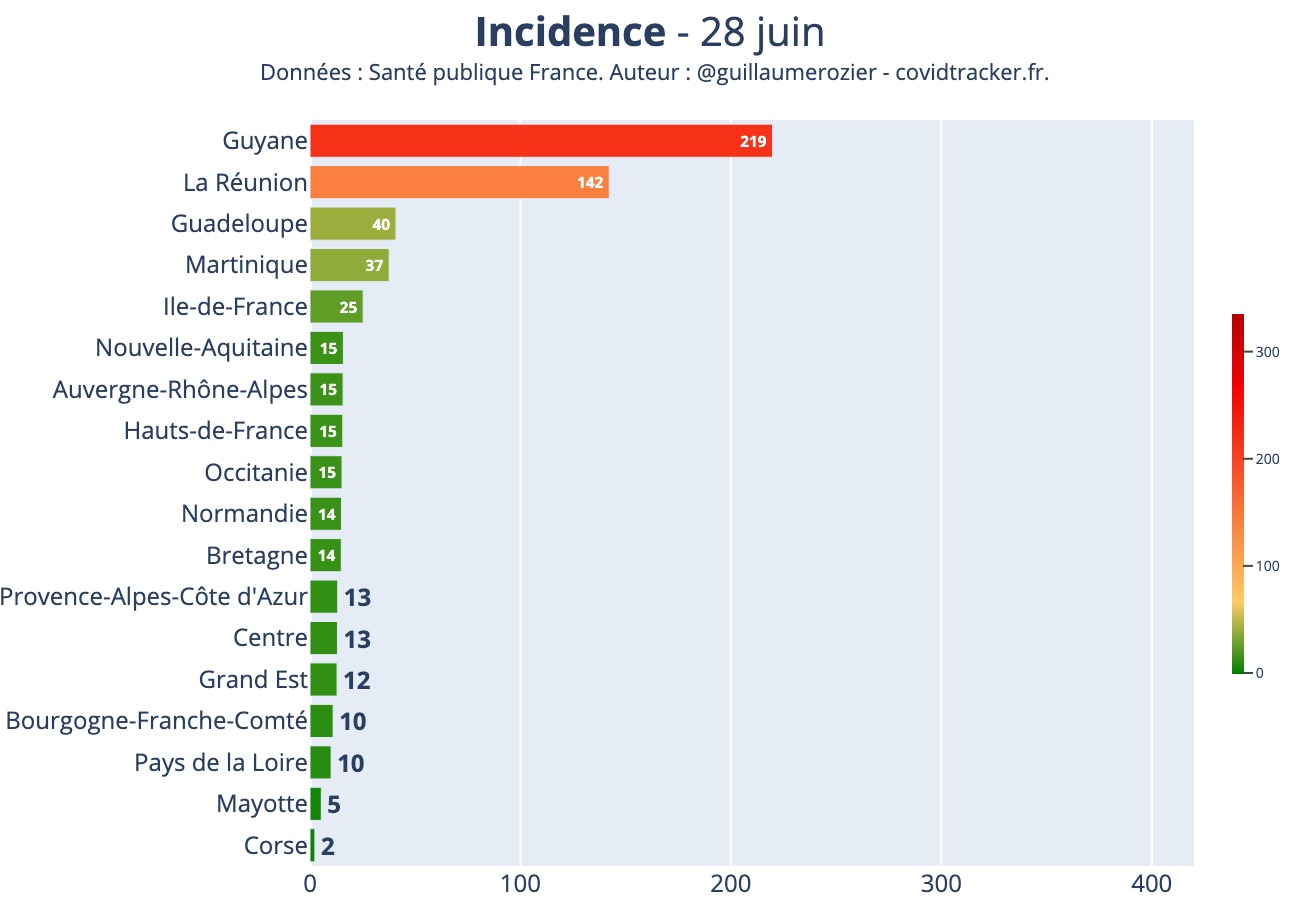 Incidence - 28 juin
Données : Santé publique France. Auteur : @guillaumerozier - covidtracker.fr.
Guyane 219
La Réunion 142
Guadeloupe 40
Martinique 37
Ile-de-France 25
Nouvelle-Aquitaine 15
Auvergne-Rhône-Alpes 15
Hauts-de-France 15
Occitanie 15
Normandie 14
Bretagne 14
Provence-Alpes-Côte d'Azur 13
Centre 13
Grand Est 12
Bourgogne-Franche-Comté 10
Pays de la Loire 10
Mayotte 5
Corse 2
0 100 200 300 400
300
200
100
0